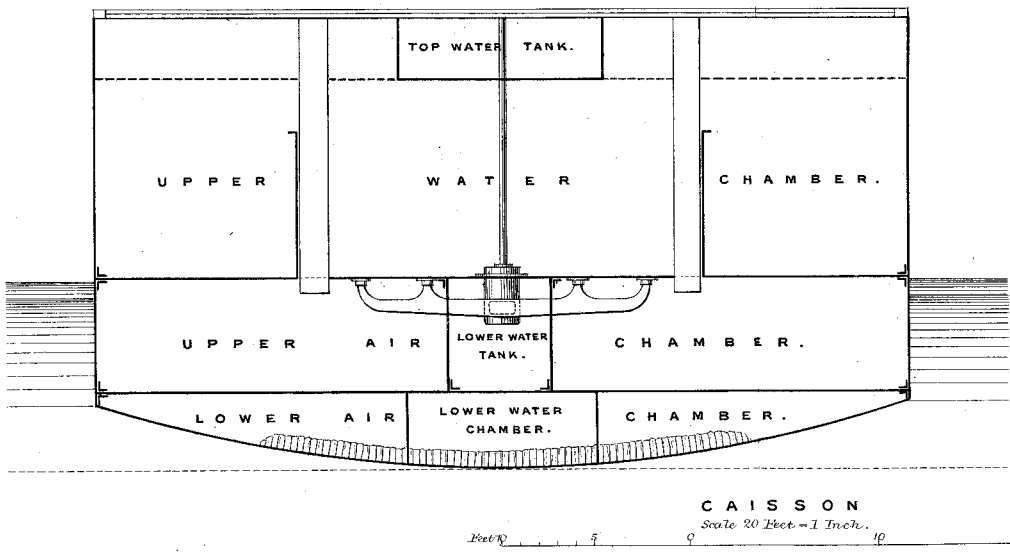 TOP WATER TANK.
UPPER WATER CHAMBER.
UPPER AIR CHAMBER.
LOWER WATER
TANK.
LOWER AIR CHAMBER.
LOWER WATER
CHAMBER.
CAISSON
Scale 20 Feet = 1 Inch.
Feet 10 5 0 10